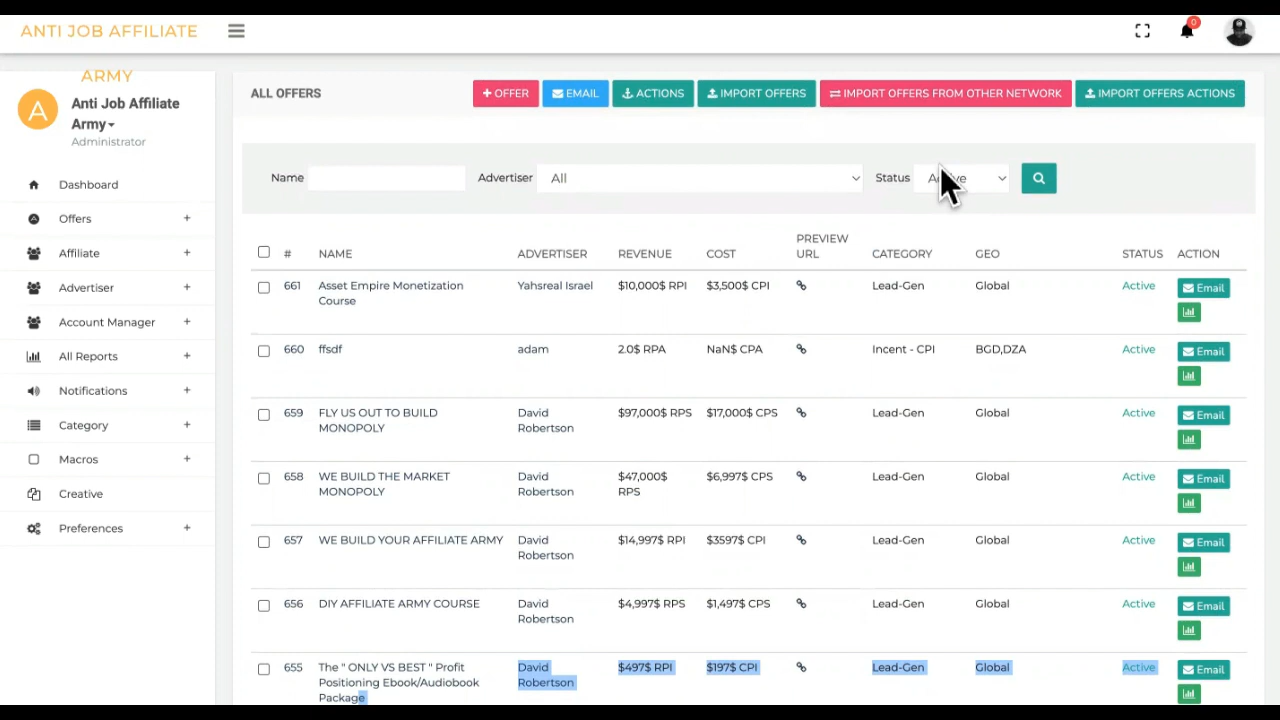 ANTI JOB AFFILIATE
0
ARMY
A
Anti Job Affiliate
Army
Administrator
Dashboard
Offers +
Affiliate +
Advertiser +
Account Manager +
All Reports +
Notifications +
Category +
Macros +
Creative
Preferences +
ALL OFFERS
+ OFFER EMAIL ACTIONS IMPORT OFFERS IMPORT OFFERS FROM OTHER NETWORK IMPORT OFFERS ACTIONS
Name Advertiser All Status
# NAME ADVERTISER REVENUE COST PREVIEW URL CATEGORY GEO STATUS ACTION
661 Asset Empire Monetization Yahsreal Israel $10,000$ RPI $3,500$ CPI Lead-Gen Global Active Email
Course
660 ffsdf adam 2.0$ RPA NaN$ CPA Incent - CPI BGD,DZA Active Email
659 FLY US OUT TO BUILD David $97,000$ RPS $17,000$ CPS Lead-Gen Global Active Email
MONOPOLY Robertson
658 WE BUILD THE MARKET David $47,000$ $6,997$ CPS Lead-Gen Global Active Email
MONOPOLY Robertson RPS
657 WE BUILD YOUR AFFILIATE ARMY David $14,997$ RPI $3597$ CPI Lead-Gen Global Active Email
Robertson
656 DIY AFFILIATE ARMY COURSE David $4,997$ RPS $1,497$ CPS Lead-Gen Global Active Email
Robertson
655 The " ONLY VS BEST " Profit David $497$ RPI $197$ CPI Lead-Gen Global Active Email
Positioning Ebook/Audiobook Robertson
Package